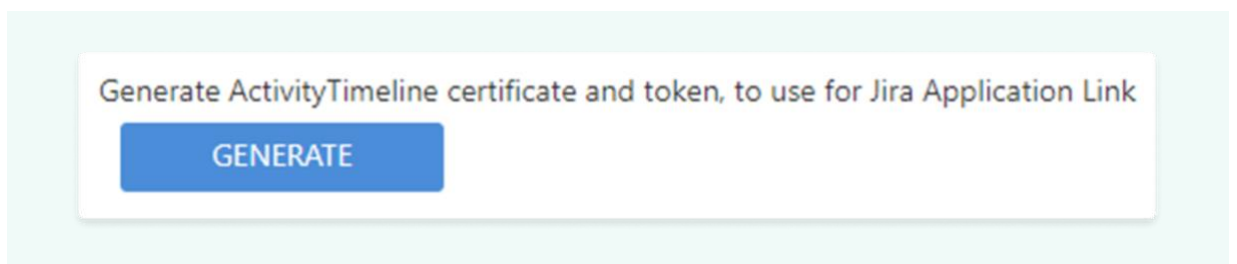 Generate ActivityTimeline certificate and token, to use for Jira Application Link
GENERATE